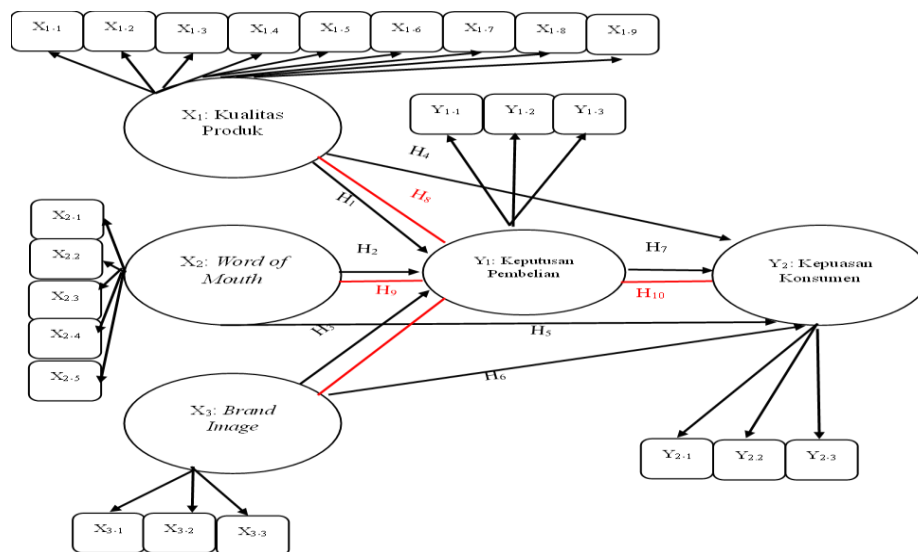 X1.1 X1.2 X1.3 X1.4 X1.5 X1.6 X1.7 X1.8 X1.9
X1: Kualitas
Produk
Y1.1 Y1.2 Y1.3
H4
H8
H1
X2.1
X2.2
X2.3
X2.4
X2.5
X2: Word of
Mouth
H2
H9
Y1: Keputusan
Pembelian
H7
H10
Y2: Kepuasan
Konsumen
H3
H5
H6
X3: Brand
Image
Y2.1 Y2.2 Y2.3
X3.1 X3.2 X3.3